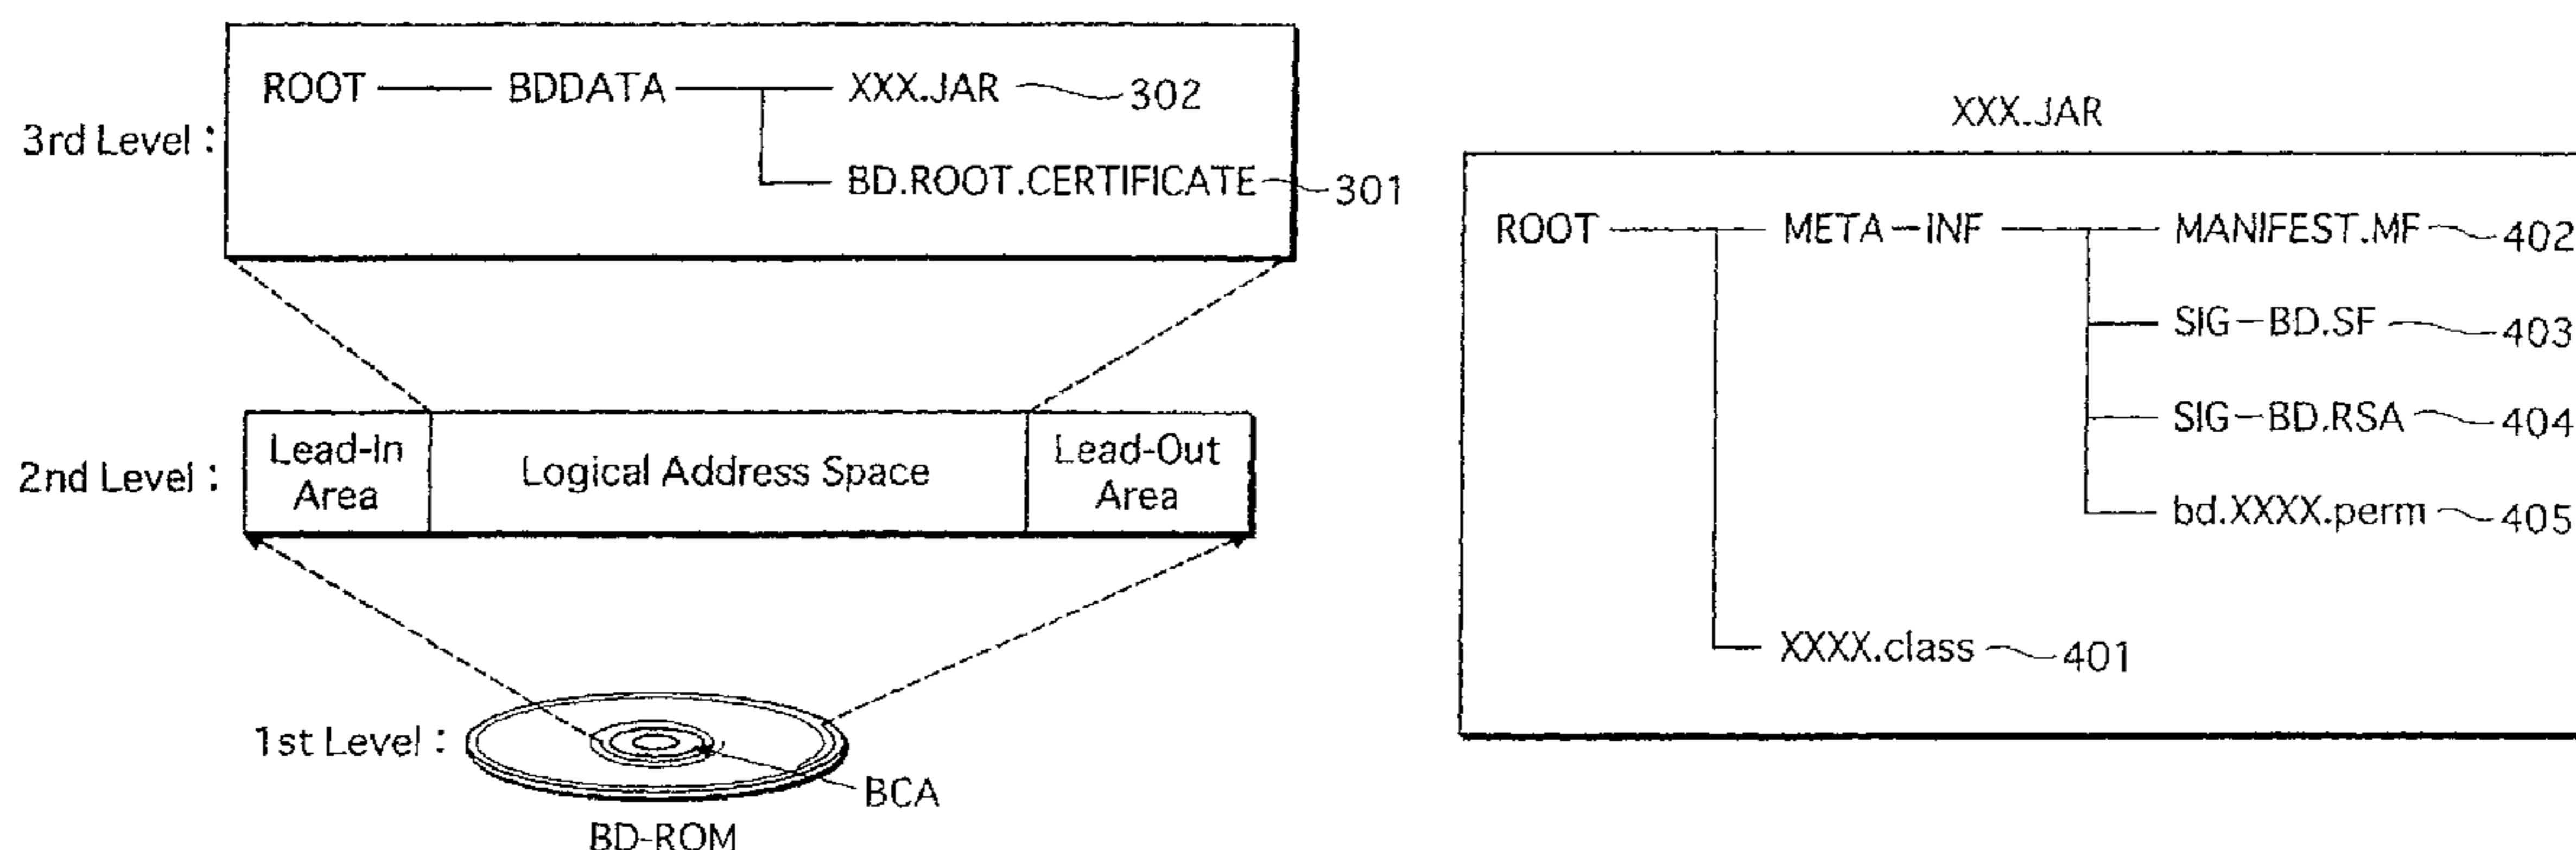 3rd Level :
ROOT BDDATA XXX.JAR 302
BD.ROOT.CERTIFICATE 301
2nd Level :
Lead-In Area
Logical Address Space
Lead-Out Area
1st Level :
BCA
BD-ROM
XXX.JAR
ROOT META-INF MANIFEST.MF 402
SIG-BD.SF 403
SIG-BD.RSA 404
bd.XXXX.perm 405
XXXX.class 401